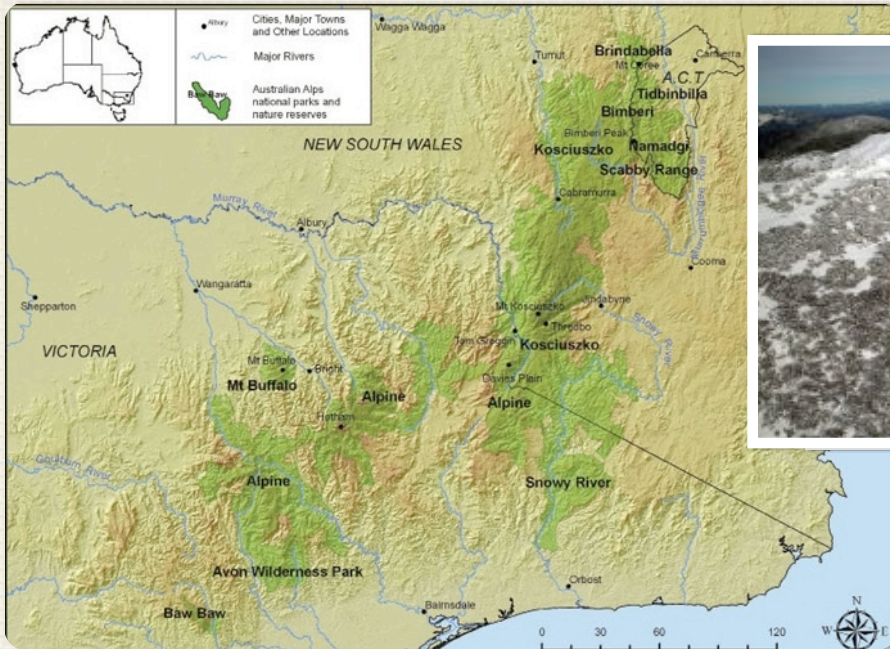 Albury
Cities, Major Towns
and Other Locations
Major Rivers
Baw Baw
Australian Alps
national parks and
nature reserves
Wagga Wagga
Tumut
Brindabella
Mt Coree
Canberra
A.C.T
Tidbinbilla
Bimberi
NEW SOUTH WALES
Bimberi Peak
Namadgi
Kosciuszko
Scabby Range
Cabramurra
Murray River
Murrumbidgee River
Albury
Cooma
Wangaratta
Shepparton
Mt Kosciuszko
Jindabyne
Thredbo
Snowy River
Tom Groggin
Kosciuszko
VICTORIA
Mt Buffalo
Bright
Mt Buffalo
Davies Plain
Alpine
Alpine
Hotham
Goulburn River
Alpine
Snowy River
Avon Wilderness Park
Orbost
Baw Baw
Bairnsdale
N
W
E
0 30 60 120